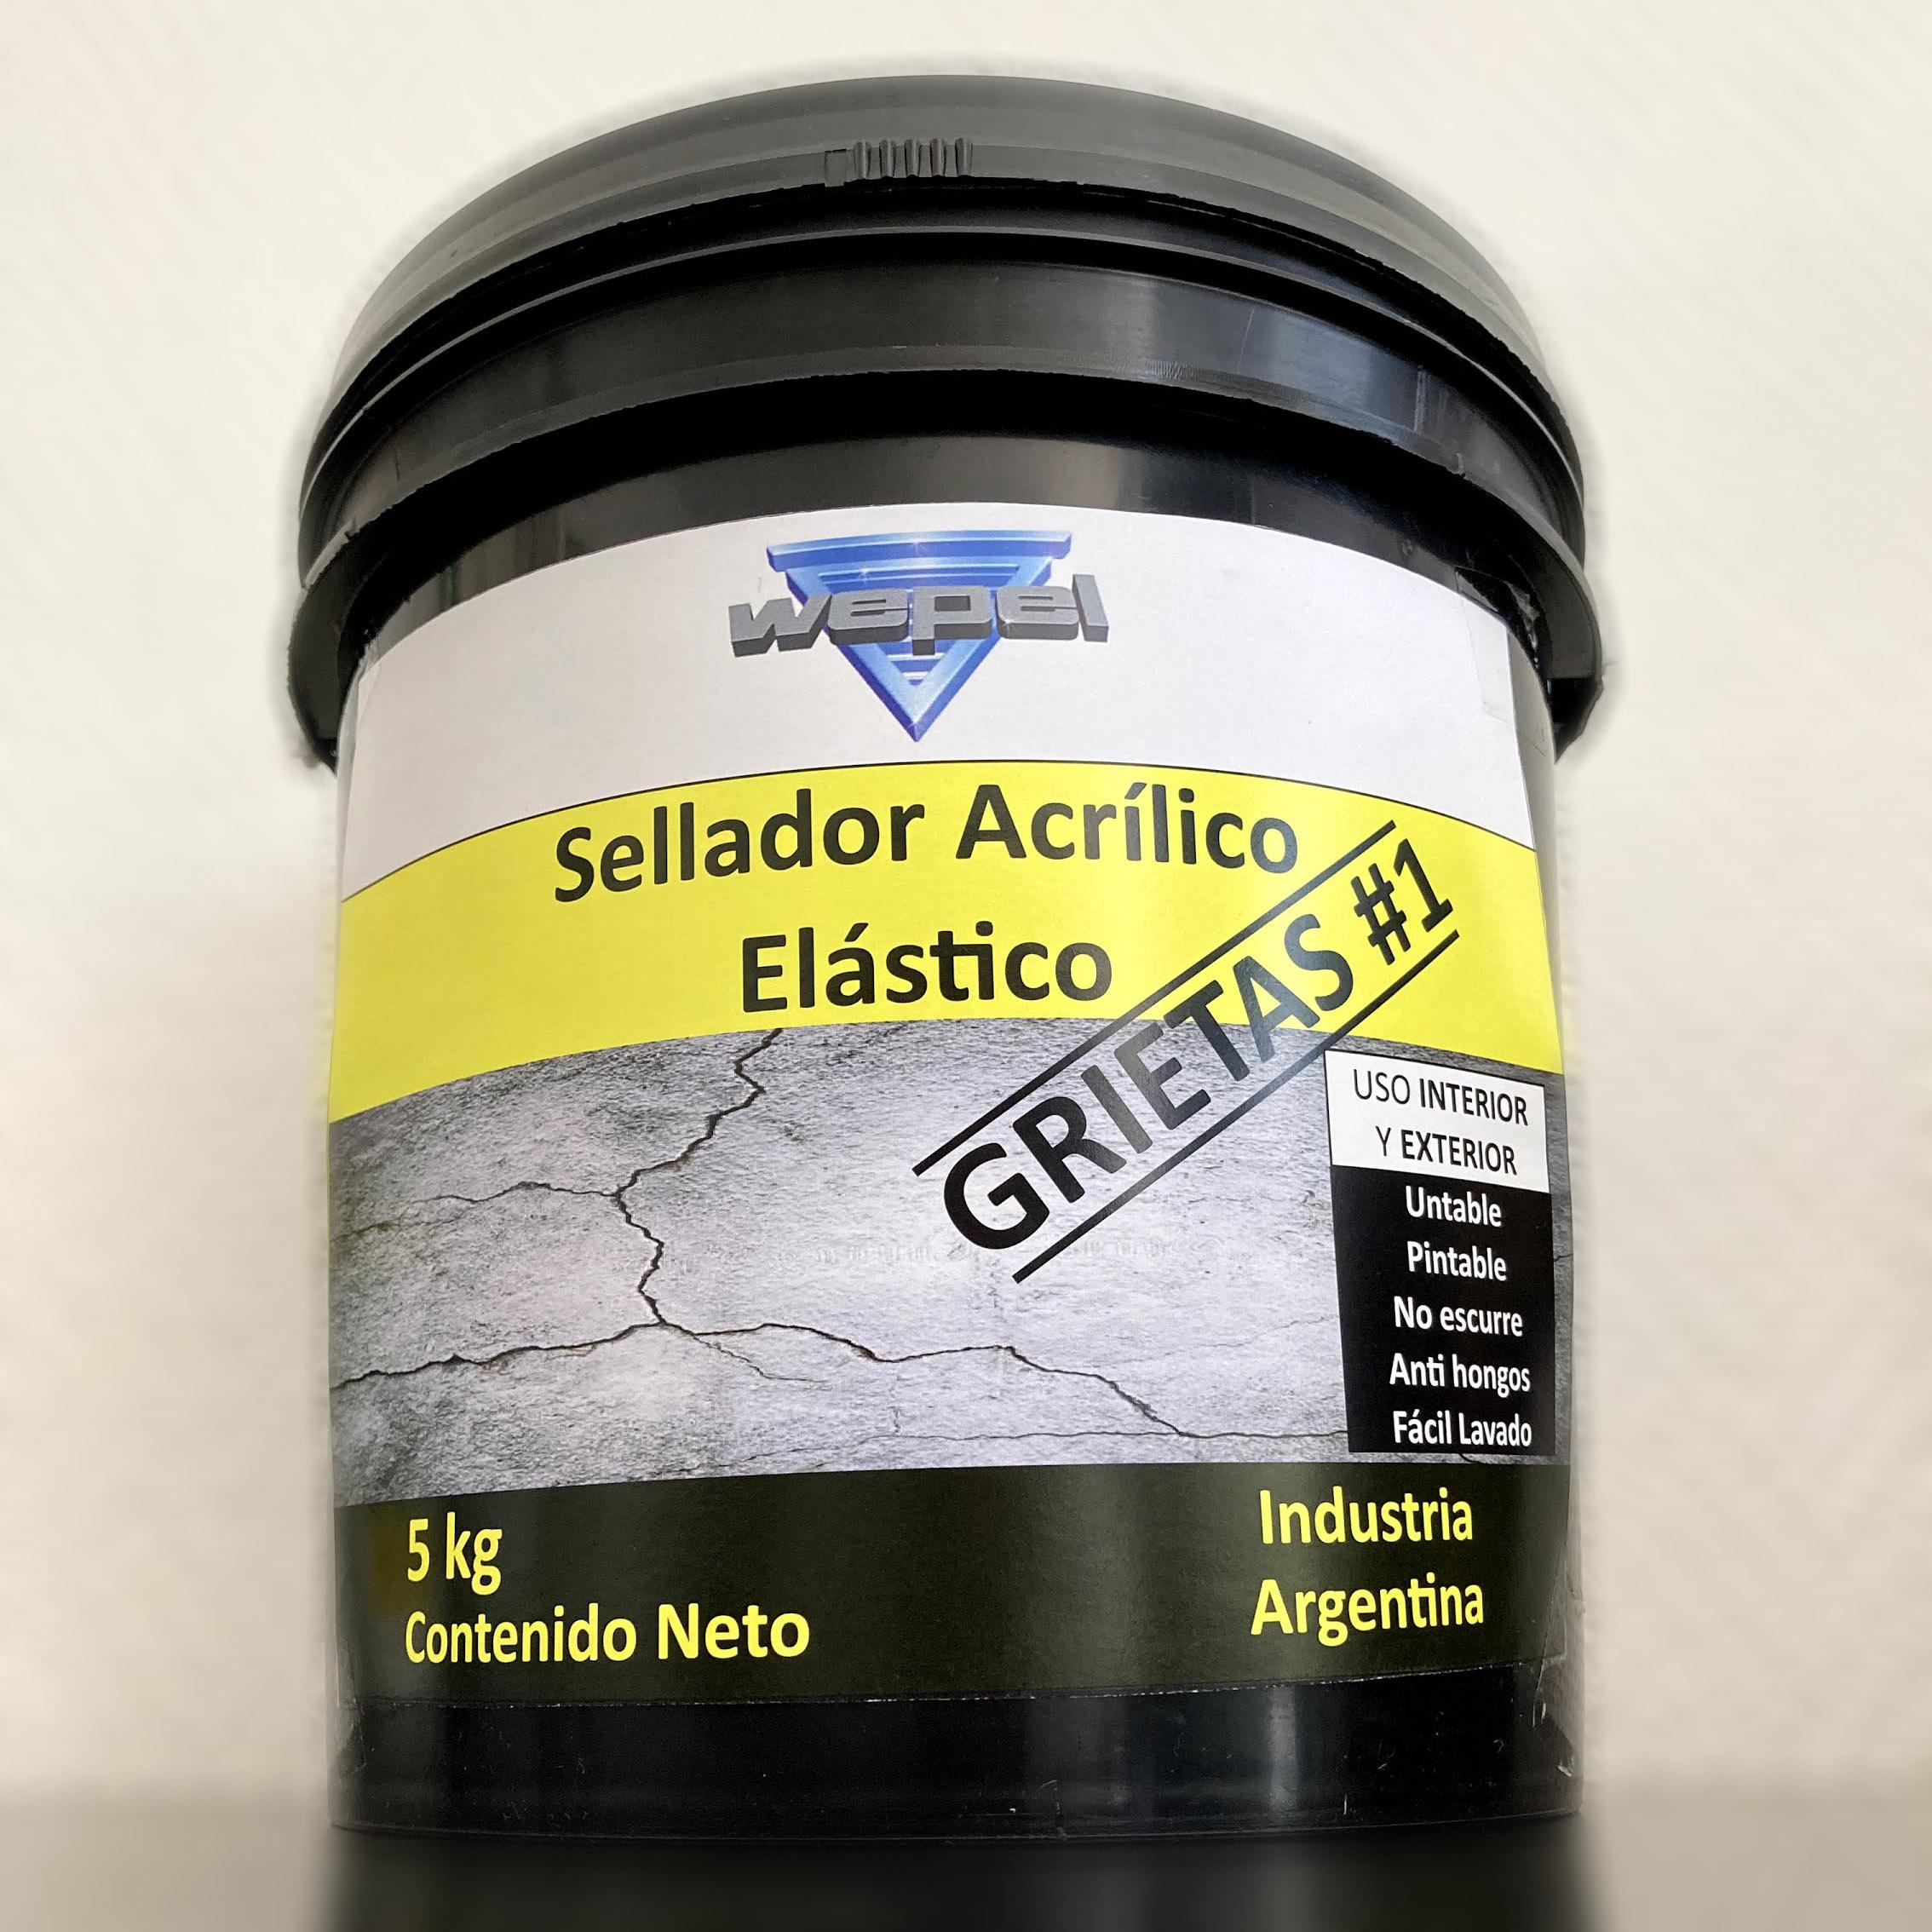 wepel
Sellador Acrílico
Elástico
GRIETAS #1
USO INTERIOR
Y EXTERIOR
Untable
Pintable
No escurre
Anti hongos
Fácil Lavado
5 kg
Contenido Neto
Industria
Argentina